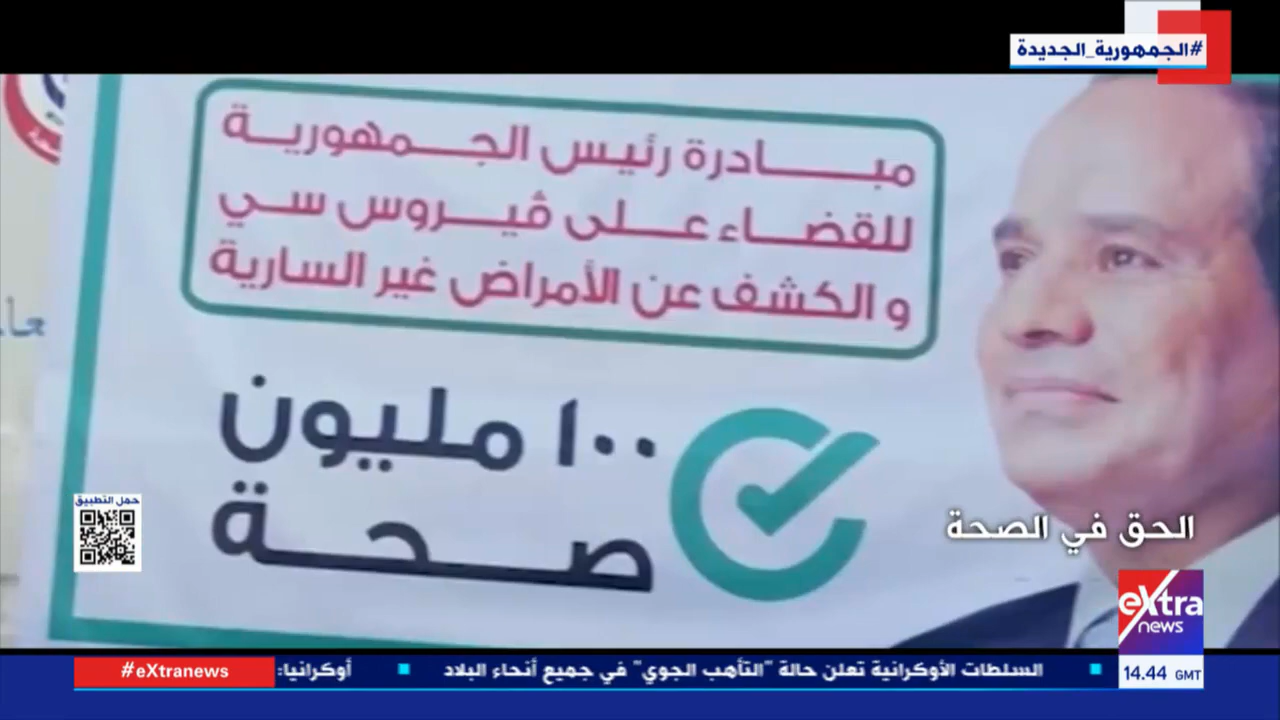 #الجمهورية_الجديدة
مبادرة رئيس الجمهورية
للقضاء على ڤيروس سي
و الكشف عن الأمراض غير السارية
١٠٠ مليون
صحة
حمل التطبيق
الحق في الصحة
eXtra
news
#eXtranews
السلطات الأوكرانية تعلن حالة "التأهب الجوي" في جميع أنحاء البلاد
أوكرانيا:
14.44 GMT